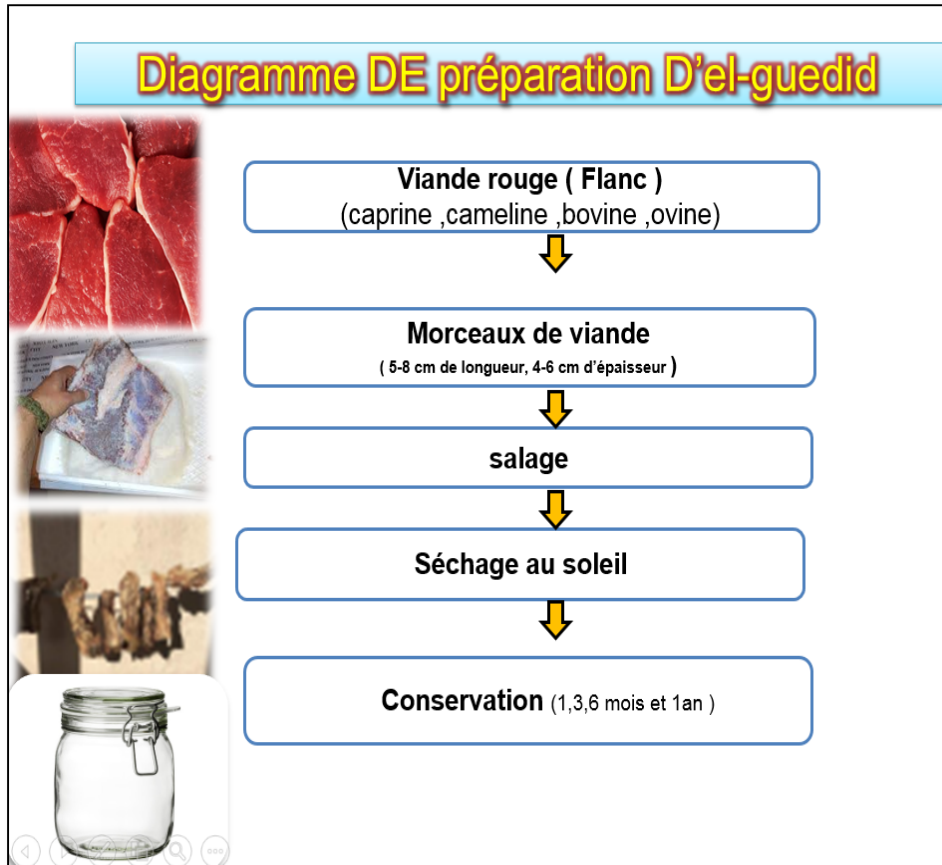 Diagramme DE préparation D'el-guedid
Viande rouge ( Flanc )
(caprine ,cameline ,bovine ,ovine)
Morceaux de viande
( 5-8 cm de longueur, 4-6 cm d'épaisseur )
salage
Séchage au soleil
Conservation (1,3,6 mois et 1an )